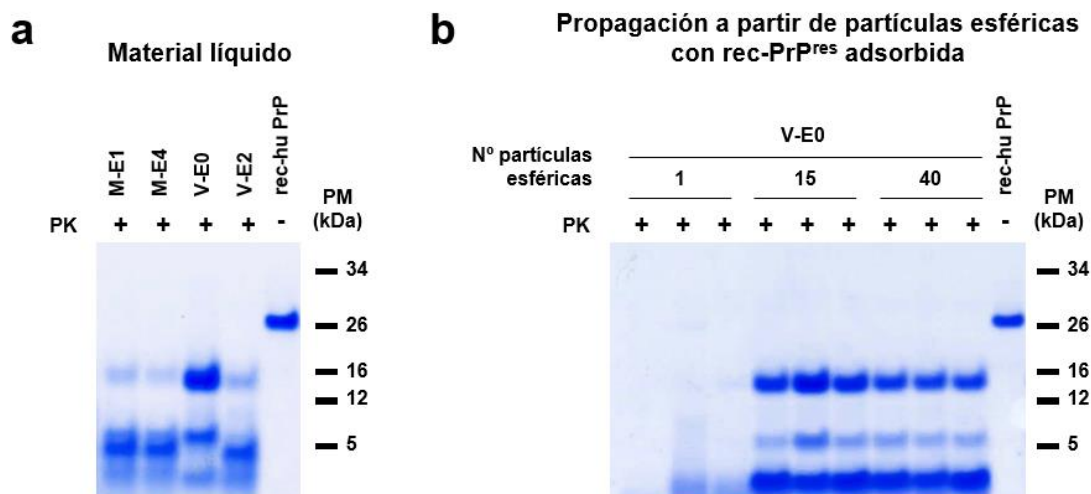 a
Material líquido
M-E1
M-E4
V-E0
V-E2
rec-hu PrP
PK
+ + + + -
PM
(kDa)
34
26
16
12
5
b
Propagación a partir de partículas esféricas
con rec-PrPres adsorbida
V-E0
Nº partículas
esféricas
1 15 40
rec-hu PrP
PK
+ + + + + + + + + -
PM
(kDa)
34
26
16
12
5